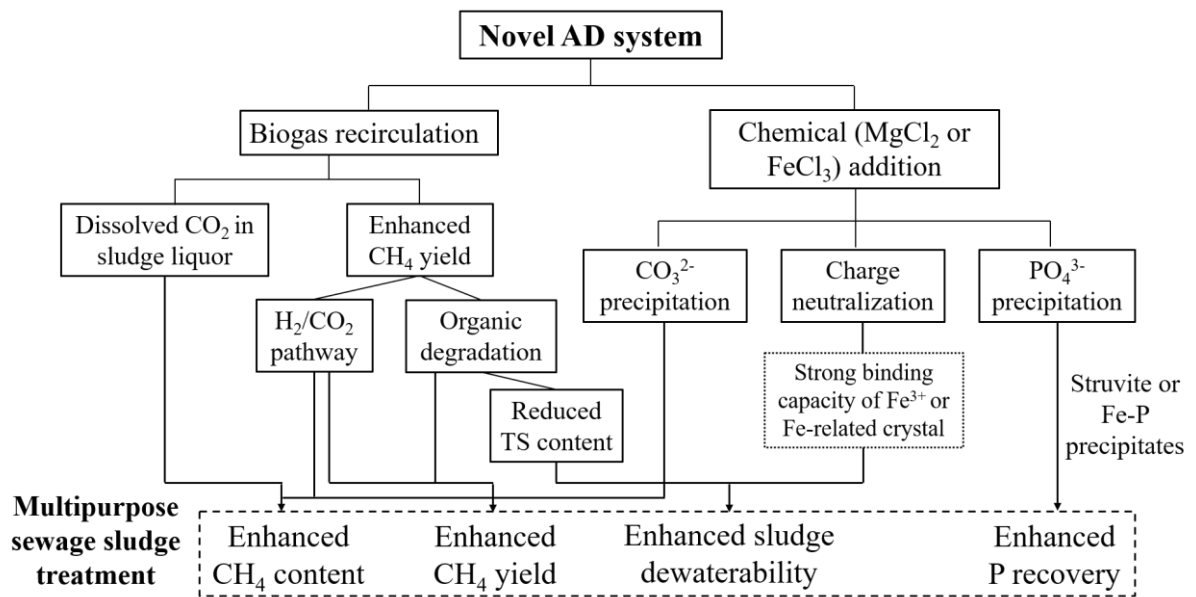 Novel AD system
Biogas recirculation
Chemical (MgCl₂ or
FeCl₃) addition
Dissolved CO₂ in
sludge liquor
Enhanced
CH₄ yield
CO₃²⁻
precipitation
Charge
neutralization
PO₄³⁻
precipitation
H₂/CO₂
pathway
Organic
degradation
Reduced
TS content
Strong binding
capacity of Fe³⁺ or
Fe-related crystal
Struvite or
Fe-P
precipitates
Multipurpose
sewage sludge
treatment
Enhanced
CH₄ content
Enhanced
CH₄ yield
Enhanced sludge
dewaterability
Enhanced
P recovery